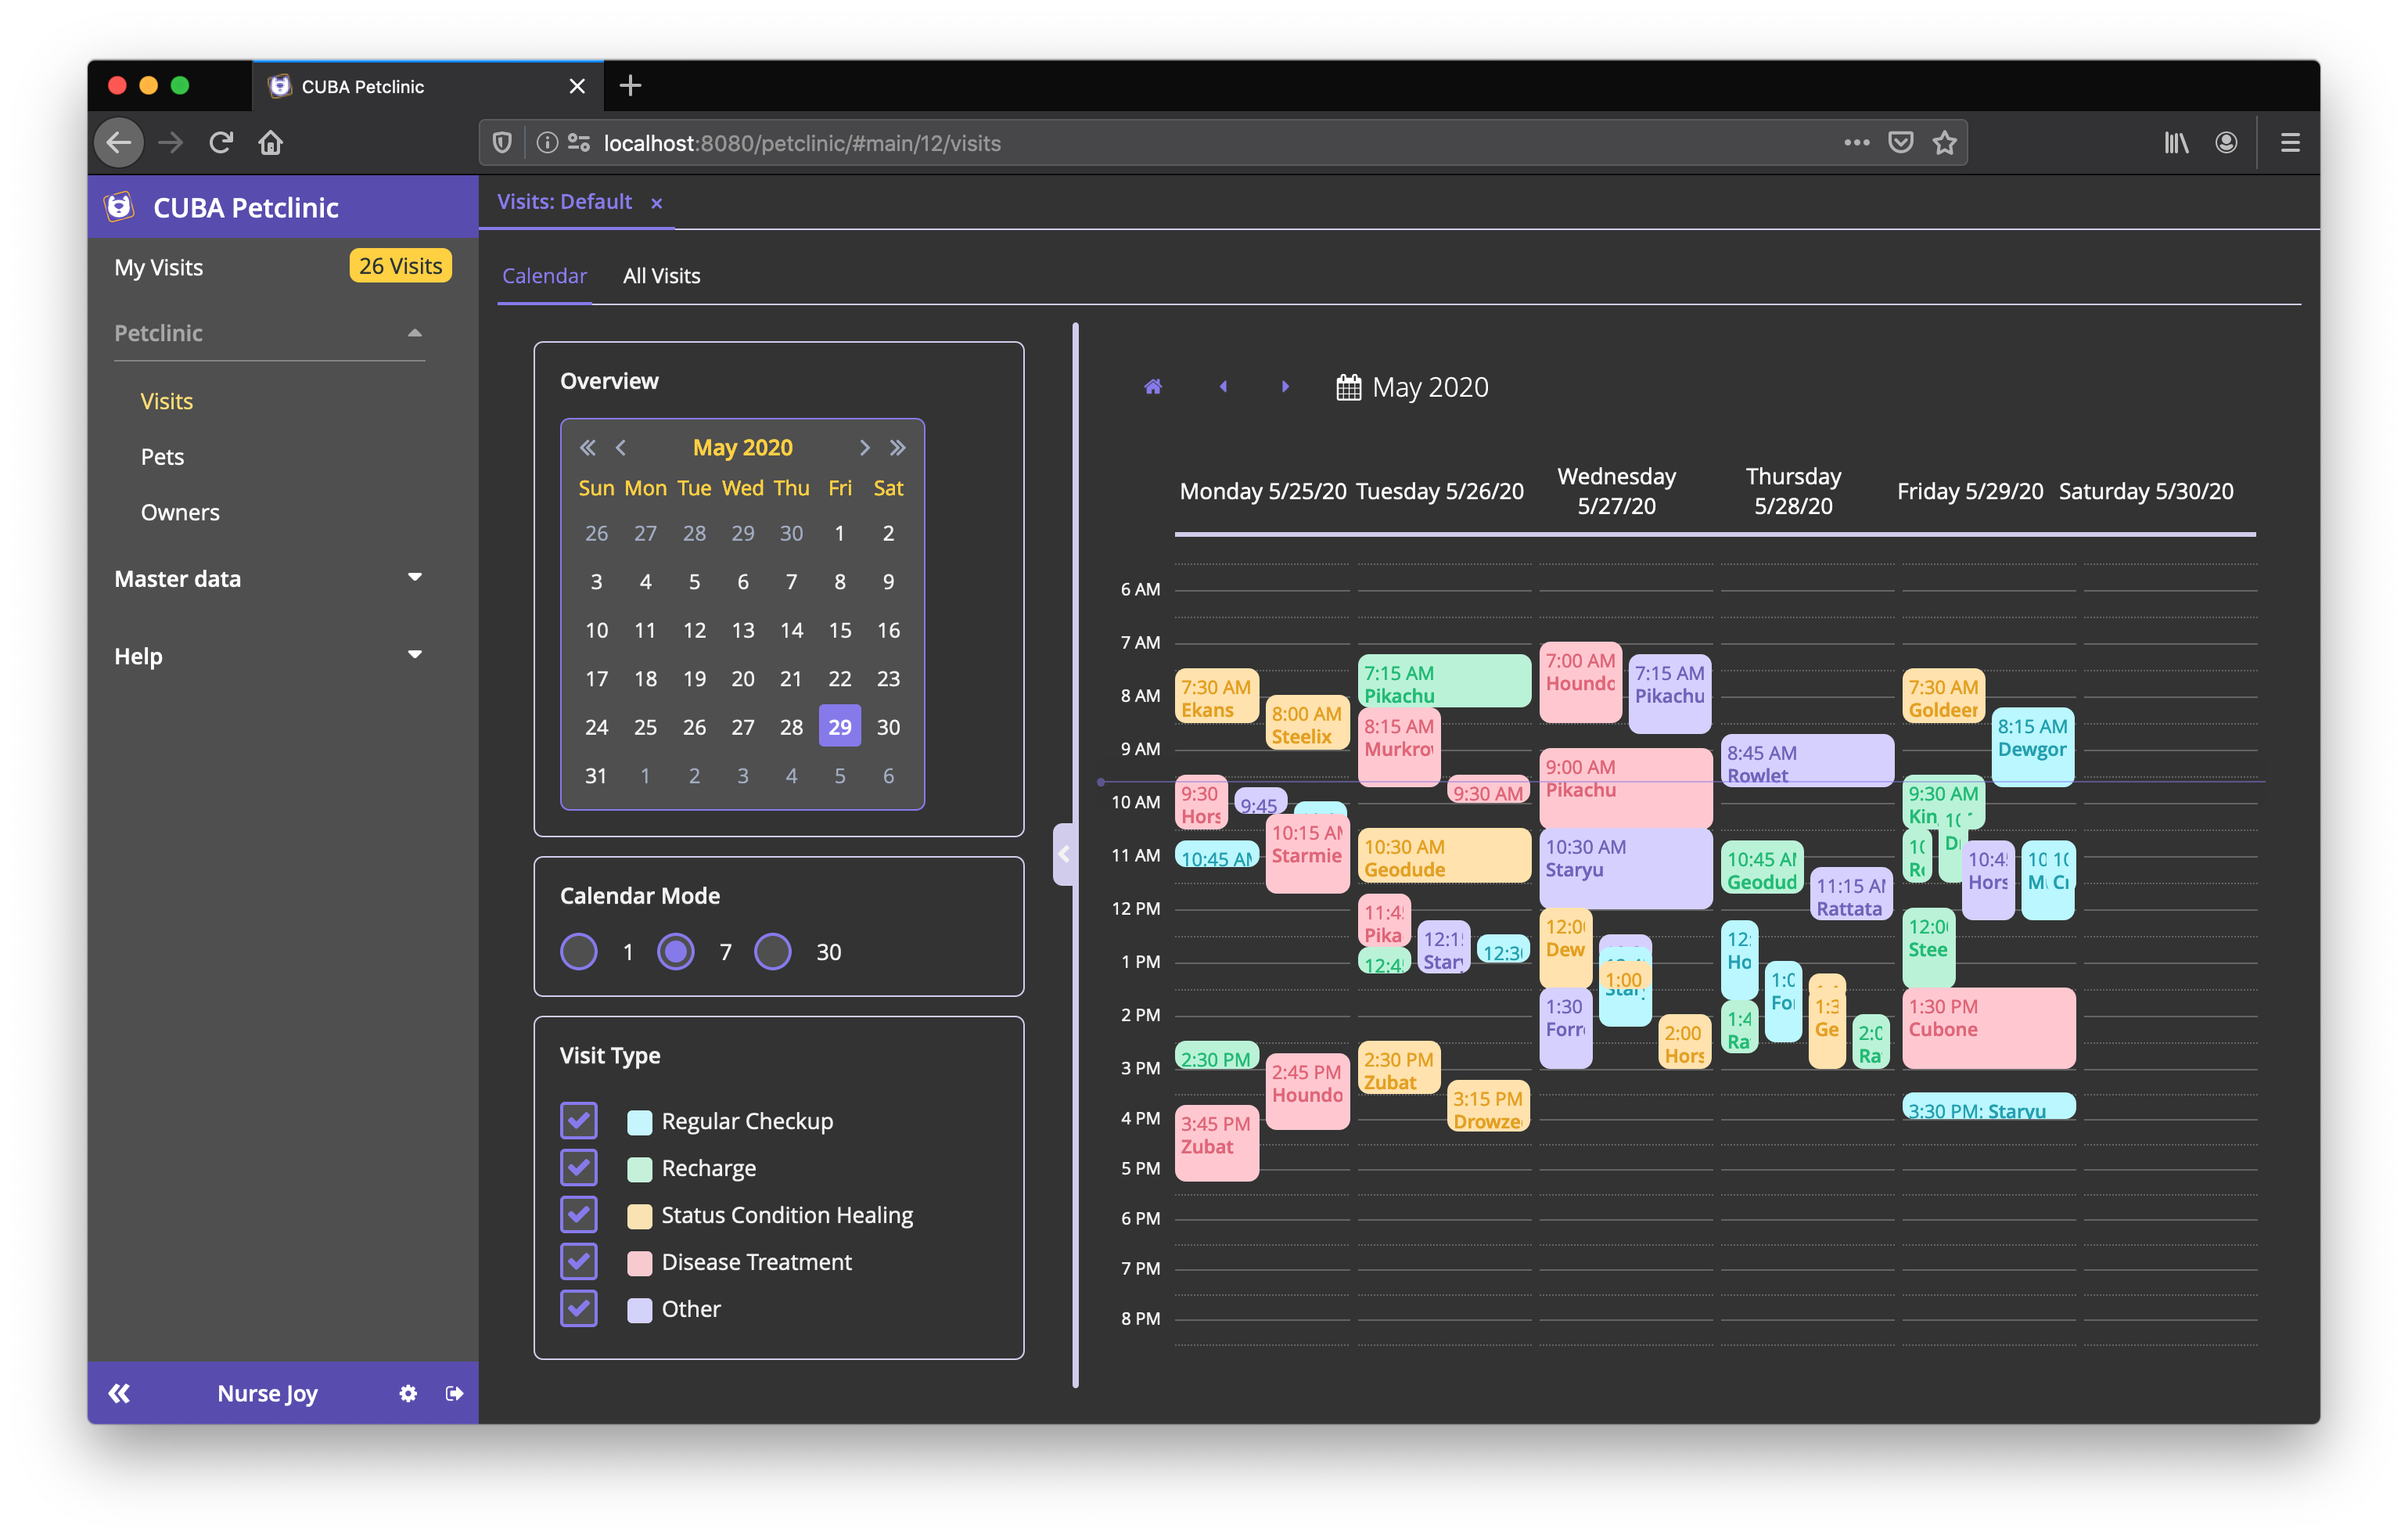 CUBA Petclinic
localhost:8080/petclinic/#main/12/visits
CUBA Petclinic
My Visits
26 Visits
Petclinic
Visits
Pets
Owners
Master data
Help
Nurse Joy
Visits: Default
Calendar
All Visits
Overview
May 2020
Sun Mon Tue Wed Thu Fri Sat
26 27 28 29 30 1 2
3 4 5 6 7 8 9
10 11 12 13 14 15 16
17 18 19 20 21 22 23
24 25 26 27 28 29 30
31 1 2 3 4 5 6
Calendar Mode
1 7 30
Visit Type
Regular Checkup
Recharge
Status Condition Healing
Disease Treatment
Other
May 2020
Monday 5/25/20
Tuesday 5/26/20
Wednesday
5/27/20
Thursday
5/28/20
Friday 5/29/20
Saturday 5/30/20
6 AM
7 AM
8 AM
9 AM
10 AM
11 AM
12 PM
1 PM
2 PM
3 PM
4 PM
5 PM
6 PM
7 PM
8 PM
7:30 AM
Ekans
8:00 AM
Steelix
9:30
Hors
9:45
10:15 AM
Starmie
10:45 AM
2:30 PM
2:45 PM
Houndo
3:45 PM
Zubat
7:15 AM
Pikachu
8:15 AM
Murkro
9:30 AM
10:30 AM
Geodude
11:4
Pika
12:1
Star
12:3
12:4
2:30 PM
Zubat
3:15 PM
Drowze
7:00 AM
Houndo
7:15 AM
Pikachu
9:00 AM
Pikachu
10:30 AM
Staryu
12:0
Dew
1:00
1:30
Forr
2:00
Hors
8:45 AM
Rowlet
10:45 AM
Geodud
11:15 AM
Rattata
12:
Ho
1:0
Fo
1:4
Ra
1:3
Ge
2:0
Ra
7:30 AM
Goldeen
8:15 AM
Dewgor
9:30 AM
Kin
10:4
Hors
12:0
Stee
1:30 PM
Cubone
3:30 PM: Staryu